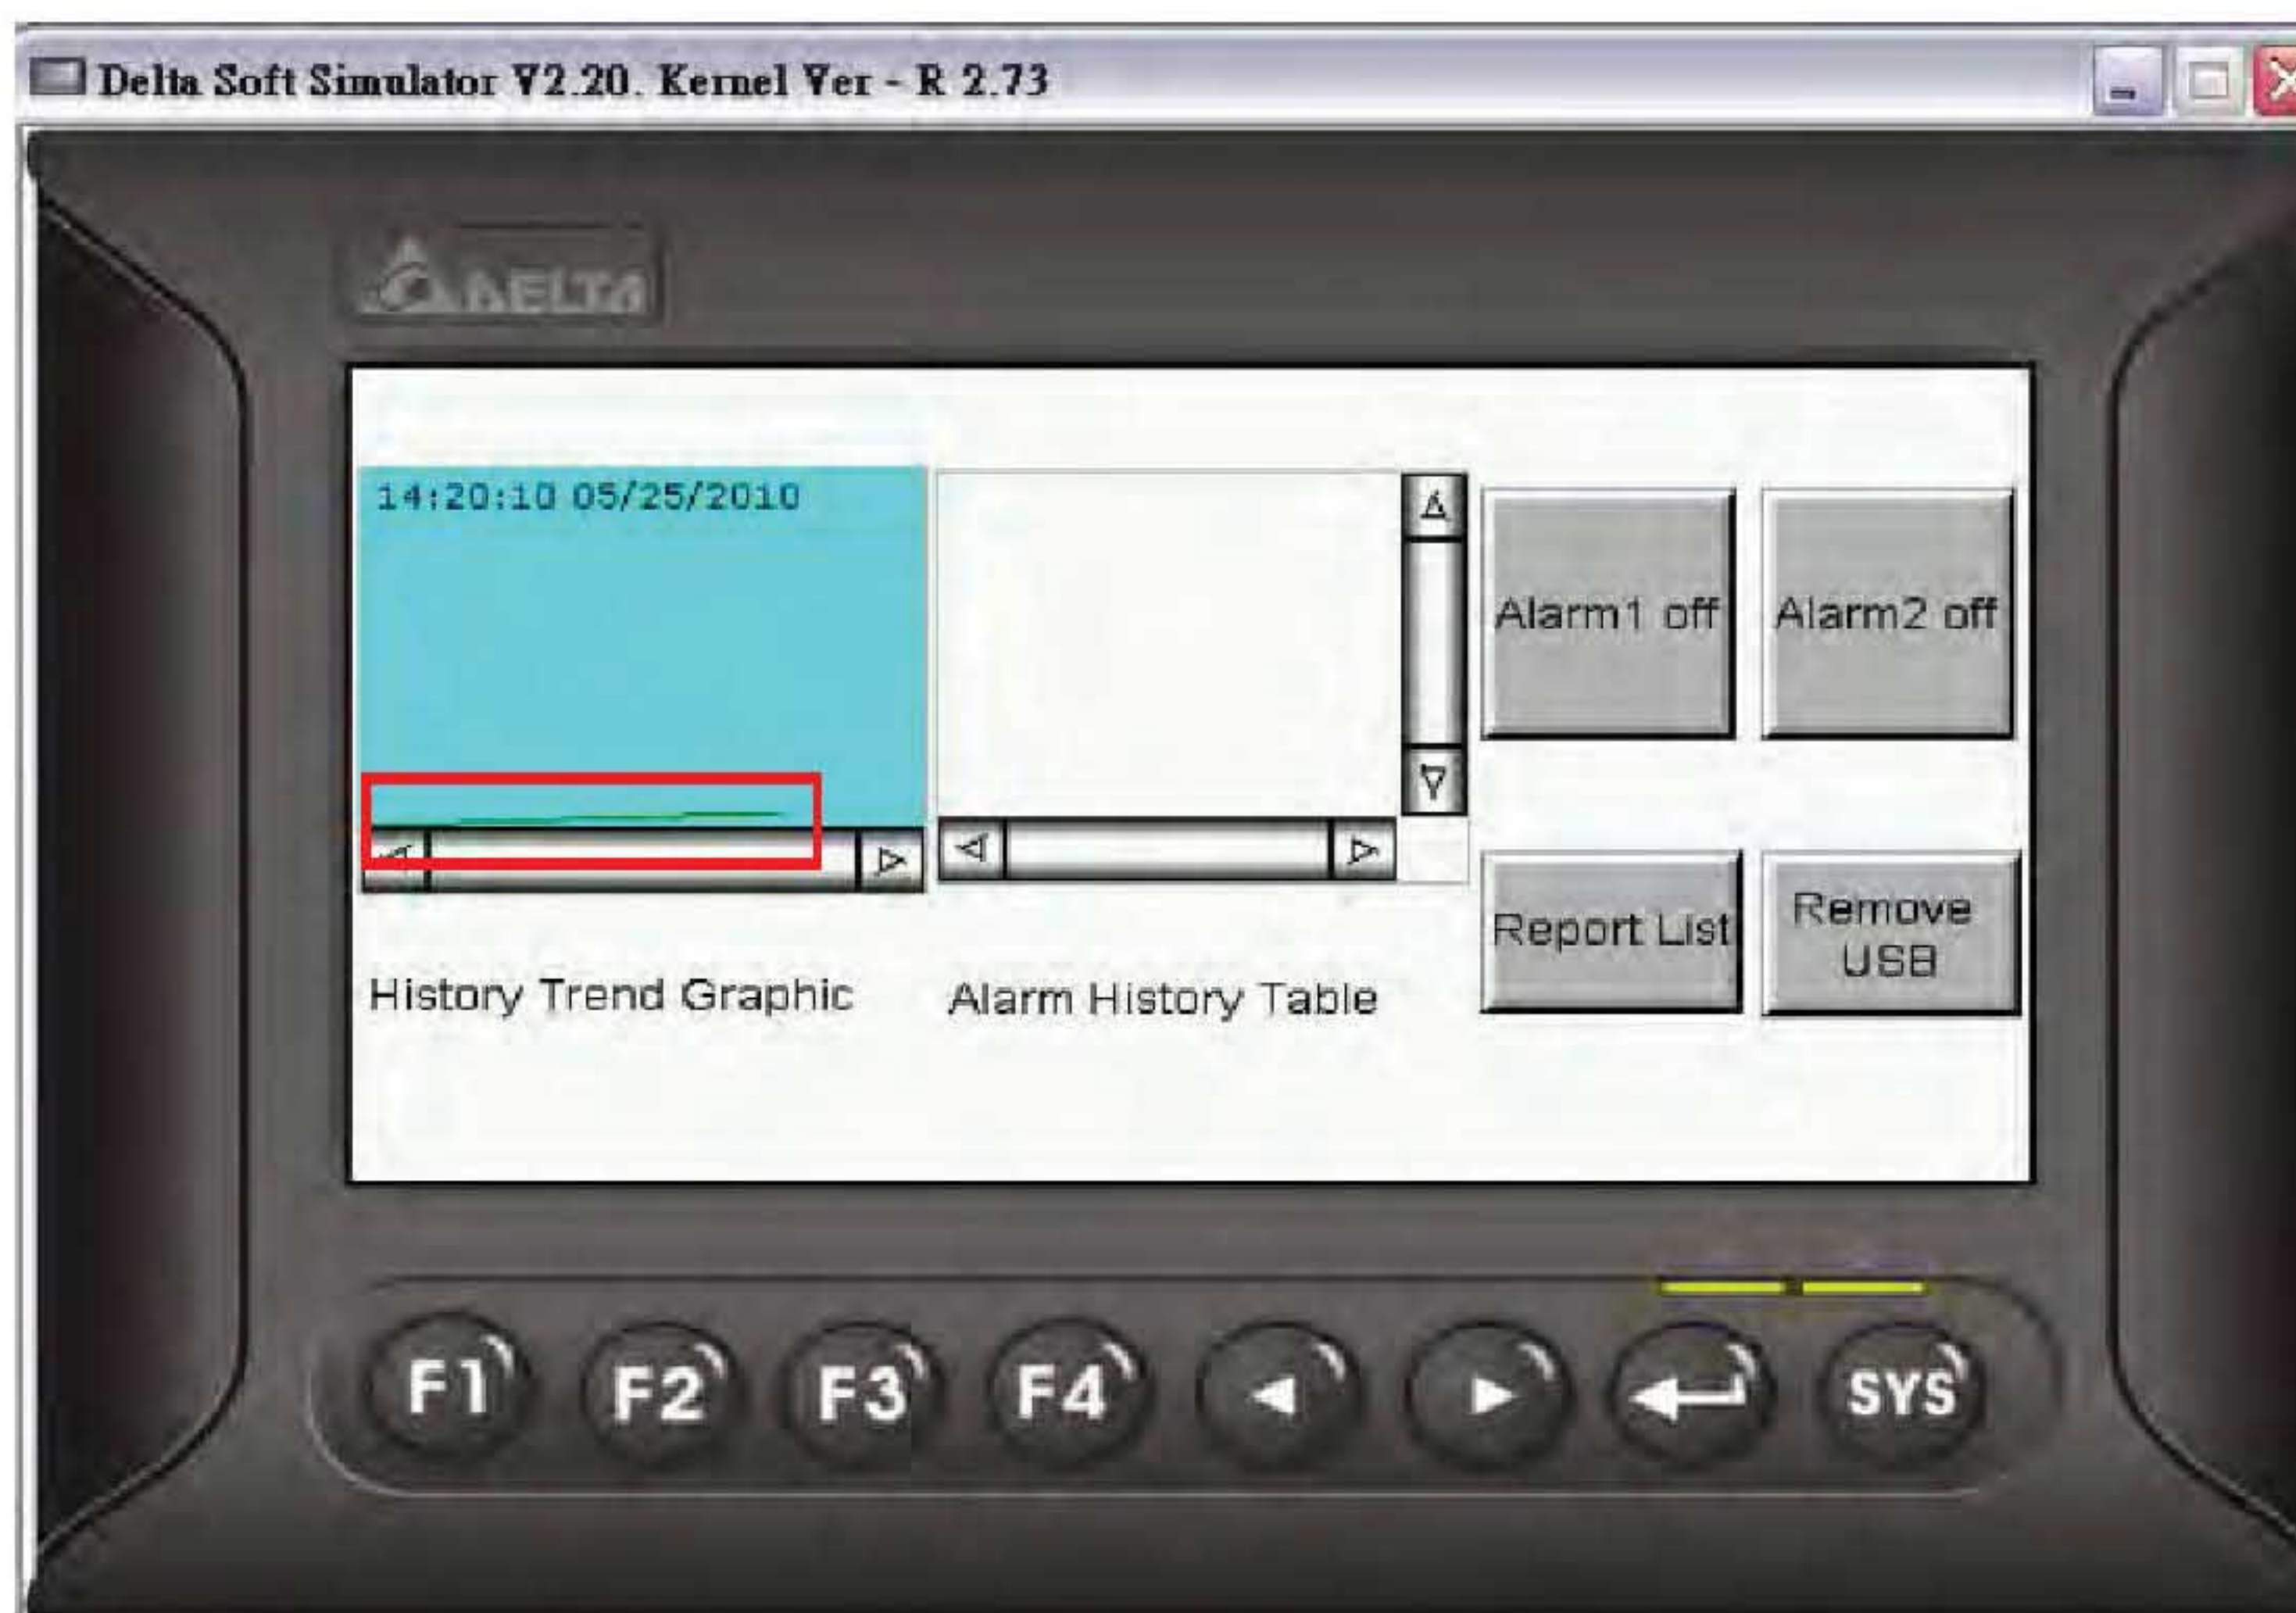 Delta Soft Simulator V2.20. Kernel Ver - R 2.73
DELTA
14:20:10 05/25/2010
Alarm1 off
Alarm2 off
Report List
Remove
USB
History Trend Graphic
Alarm History Table
F1
F2
F3
F4
SYS